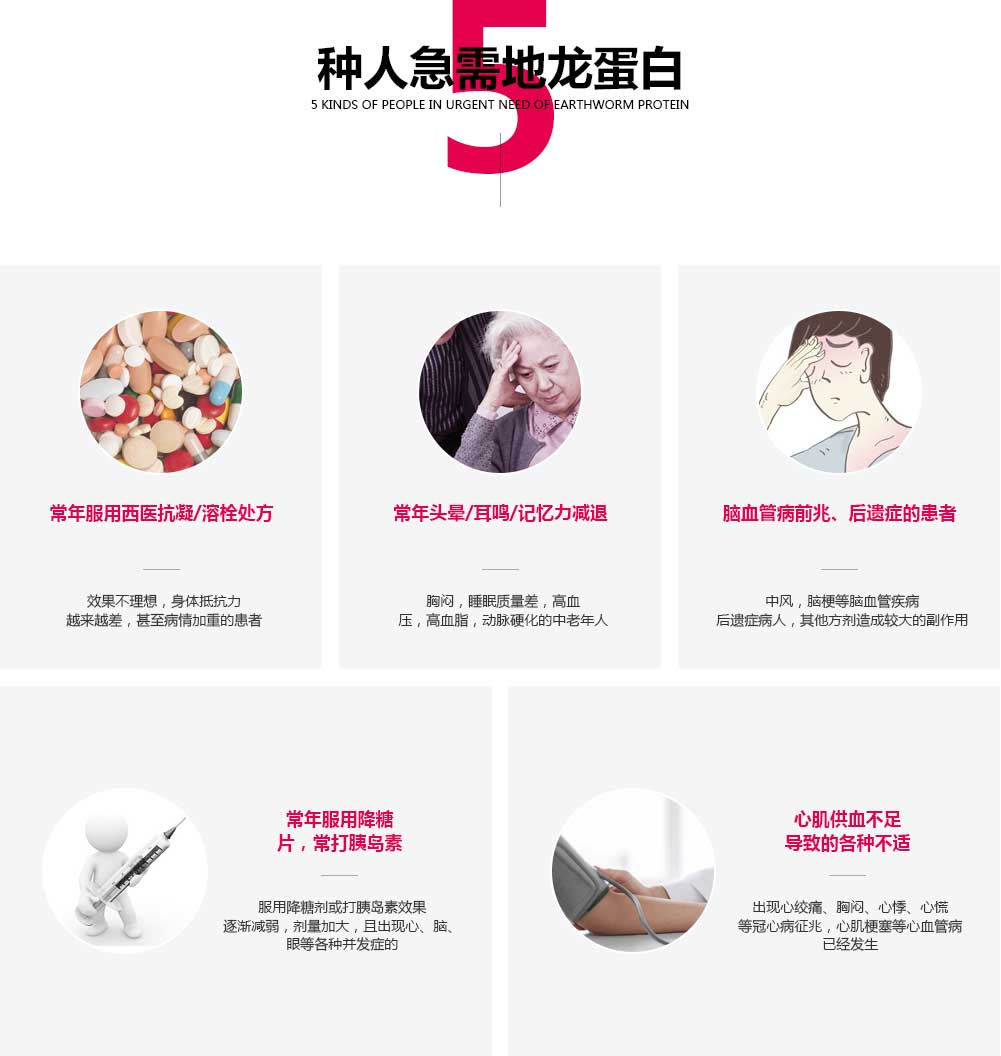 5
种人急需地龙蛋白
5 KINDS OF PEOPLE IN URGENT NEED OF EARTHWORM PROTEIN
常年服用西医抗凝/溶栓处方
效果不理想，身体抵抗力
越来越差，甚至病情加重的患者
常年头晕/耳鸣/记忆力减退
胸闷，睡眠质量差，高血
压，高血脂，动脉硬化的中老年人
脑血管病前兆、后遗症的患者
中风，脑梗等脑血管疾病
后遗症病人，其他方剂造成较大的副作用
常年服用降糖
片，常打胰岛素
服用降糖剂或打胰岛素效果
逐渐减弱，剂量加大，且出现心、脑、
眼等各种并发症的
心肌供血不足
导致的各种不适
出现心绞痛、胸闷、心悸、心慌
等冠心病征兆，心肌梗塞等心血管病
已经发生